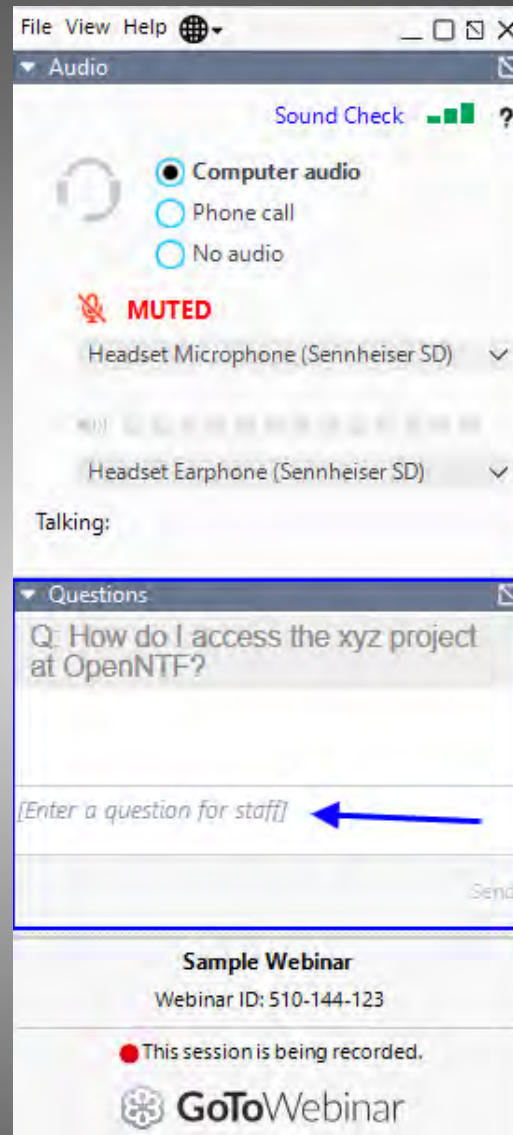 File View Help
Audio
Sound Check ?
Computer audio
Phone call
No audio
MUTED
Headset Microphone (Sennheiser SD)
Headset Earphone (Sennheiser SD)
Talking:
Questions
Q: How do I access the xyz project
at OpenNTF?
[Enter a question for staff]
Send
Sample Webinar
Webinar ID: 510-144-123
This session is being recorded.
GoToWebinar